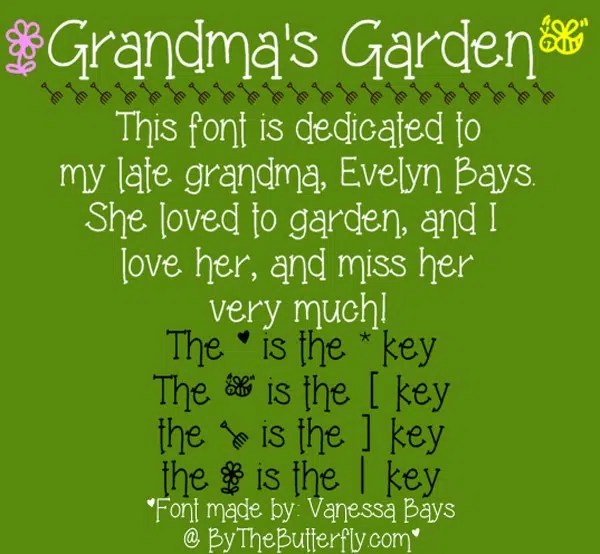 Grandma's Garden
This font is dedicated to
my late grandma, Evelyn Bays.
She loved to garden, and I
love her, and miss her
very much!
The ♥ is the * key
The is the [ key
the is the ] key
the is the | key
♥Font made by: Vanessa Bays
@ ByTheButterfly.com♥